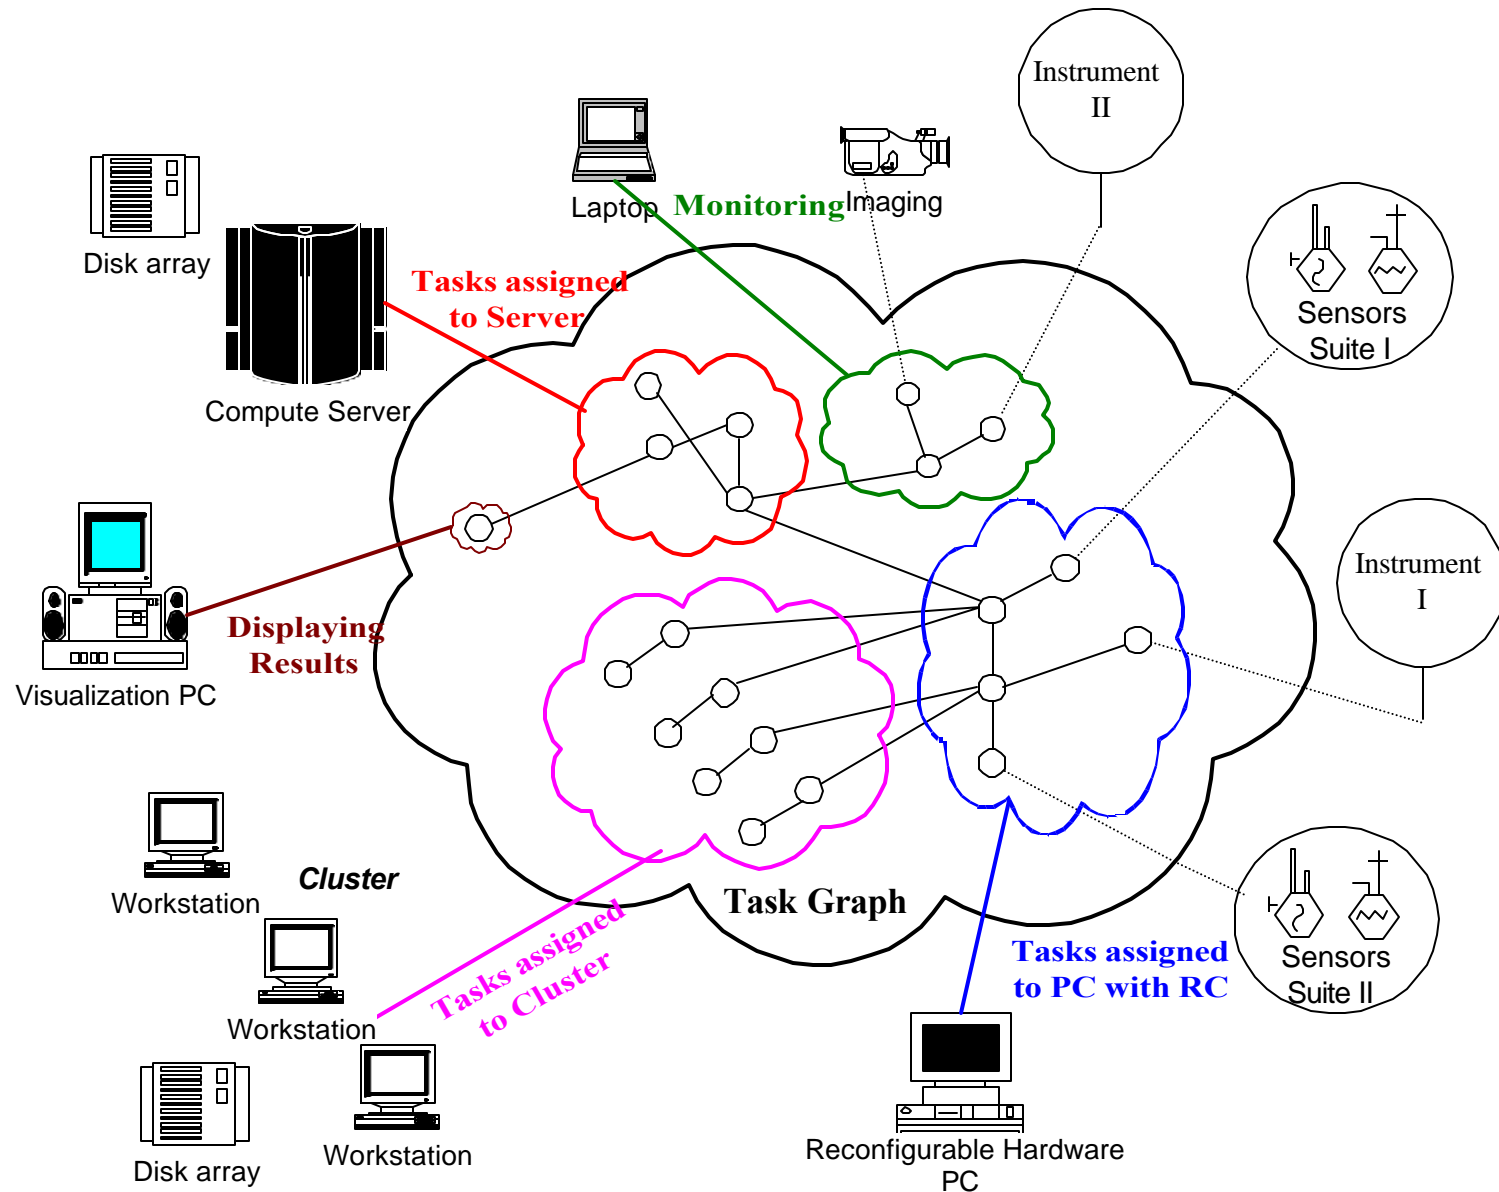 Instrument
II
Laptop
Monitoring
Imaging
Disk array
Tasks assigned
to Server
Sensors
Suite I
Compute Server
Instrument
I
Displaying
Results
Visualization PC
Workstation
Cluster
Workstation
Tasks assigned
to Cluster
Task Graph
Tasks assigned
to PC with RC
Sensors
Suite II
Workstation
Disk array
Reconfigurable Hardware
PC